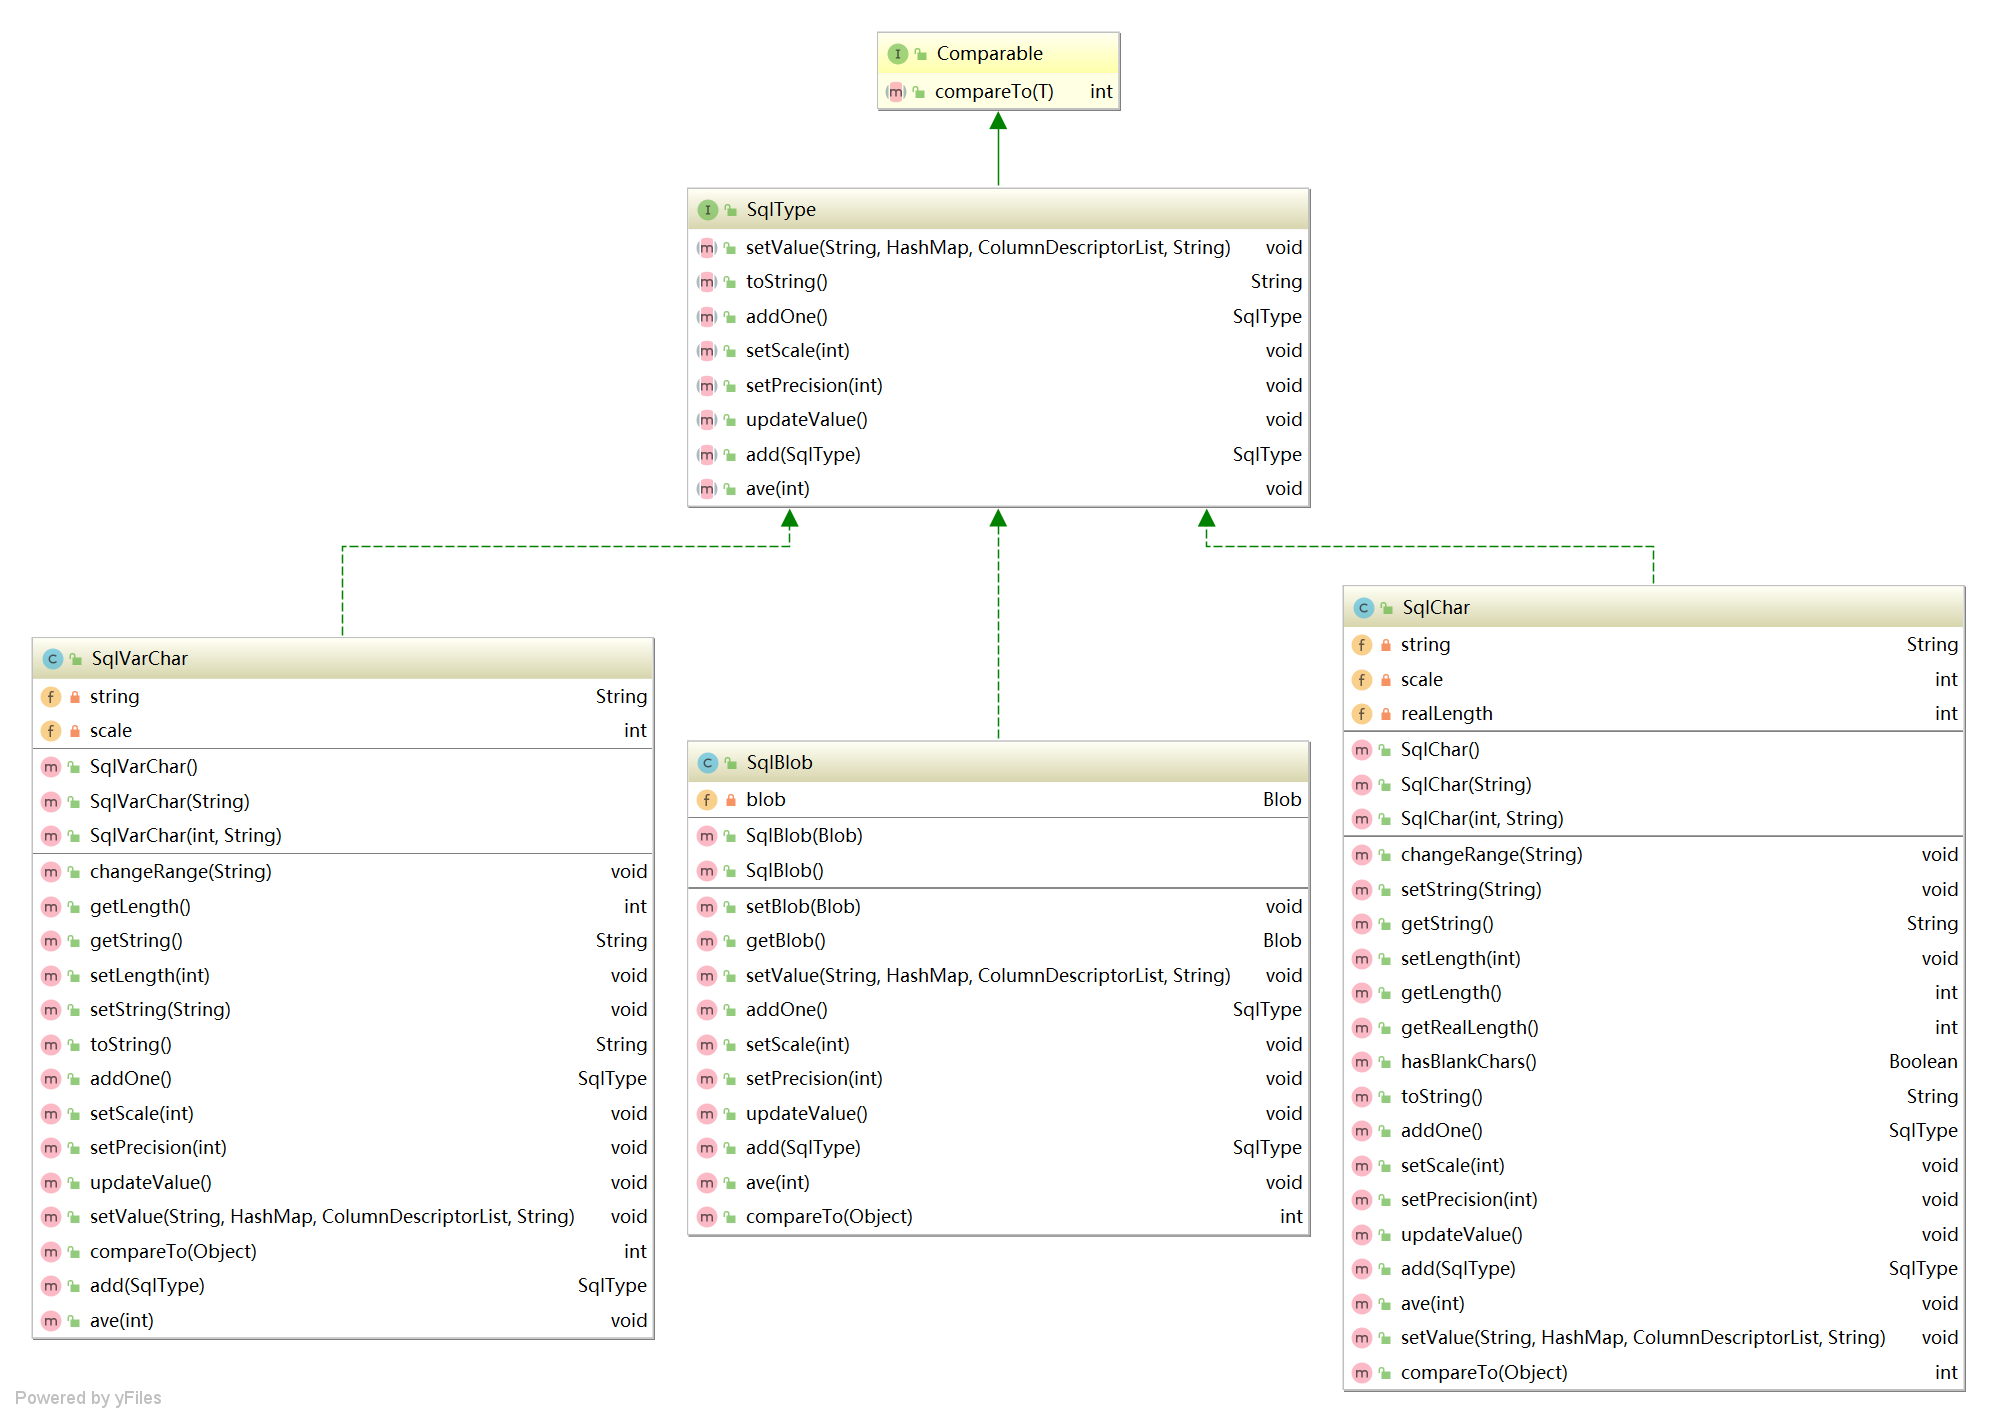 Comparable
compareTo(T) int
SqlType
setValue(String, HashMap, ColumnDescriptorList, String) void
toString() String
addOne() SqlType
setScale(int) void
setPrecision(int) void
updateValue() void
add(SqlType) SqlType
ave(int) void
SqlVarChar
string String
scale int
SqlVarChar()
SqlVarChar(String)
SqlVarChar(int, String)
changeRange(String) void
getLength() int
getString() String
setLength(int) void
setString(String) void
toString() String
addOne() SqlType
setScale(int) void
setPrecision(int) void
updateValue() void
setValue(String, HashMap, ColumnDescriptorList, String) void
compareTo(Object) int
add(SqlType) SqlType
ave(int) void
SqlBlob
blob Blob
SqlBlob(Blob)
SqlBlob()
setBlob(Blob) void
getBlob() Blob
setValue(String, HashMap, ColumnDescriptorList, String) void
addOne() SqlType
setScale(int) void
setPrecision(int) void
updateValue() void
add(SqlType) SqlType
ave(int) void
compareTo(Object) int
SqlChar
string String
scale int
realLength int
SqlChar()
SqlChar(String)
SqlChar(int, String)
changeRange(String) void
setString(String) void
getString() String
setLength(int) void
getLength() int
getRealLength() int
hasBlankChars() Boolean
toString() String
addOne() SqlType
setScale(int) void
setPrecision(int) void
updateValue() void
add(SqlType) SqlType
ave(int) void
setValue(String, HashMap, ColumnDescriptorList, String) void
compareTo(Object) int
Powered by yFiles